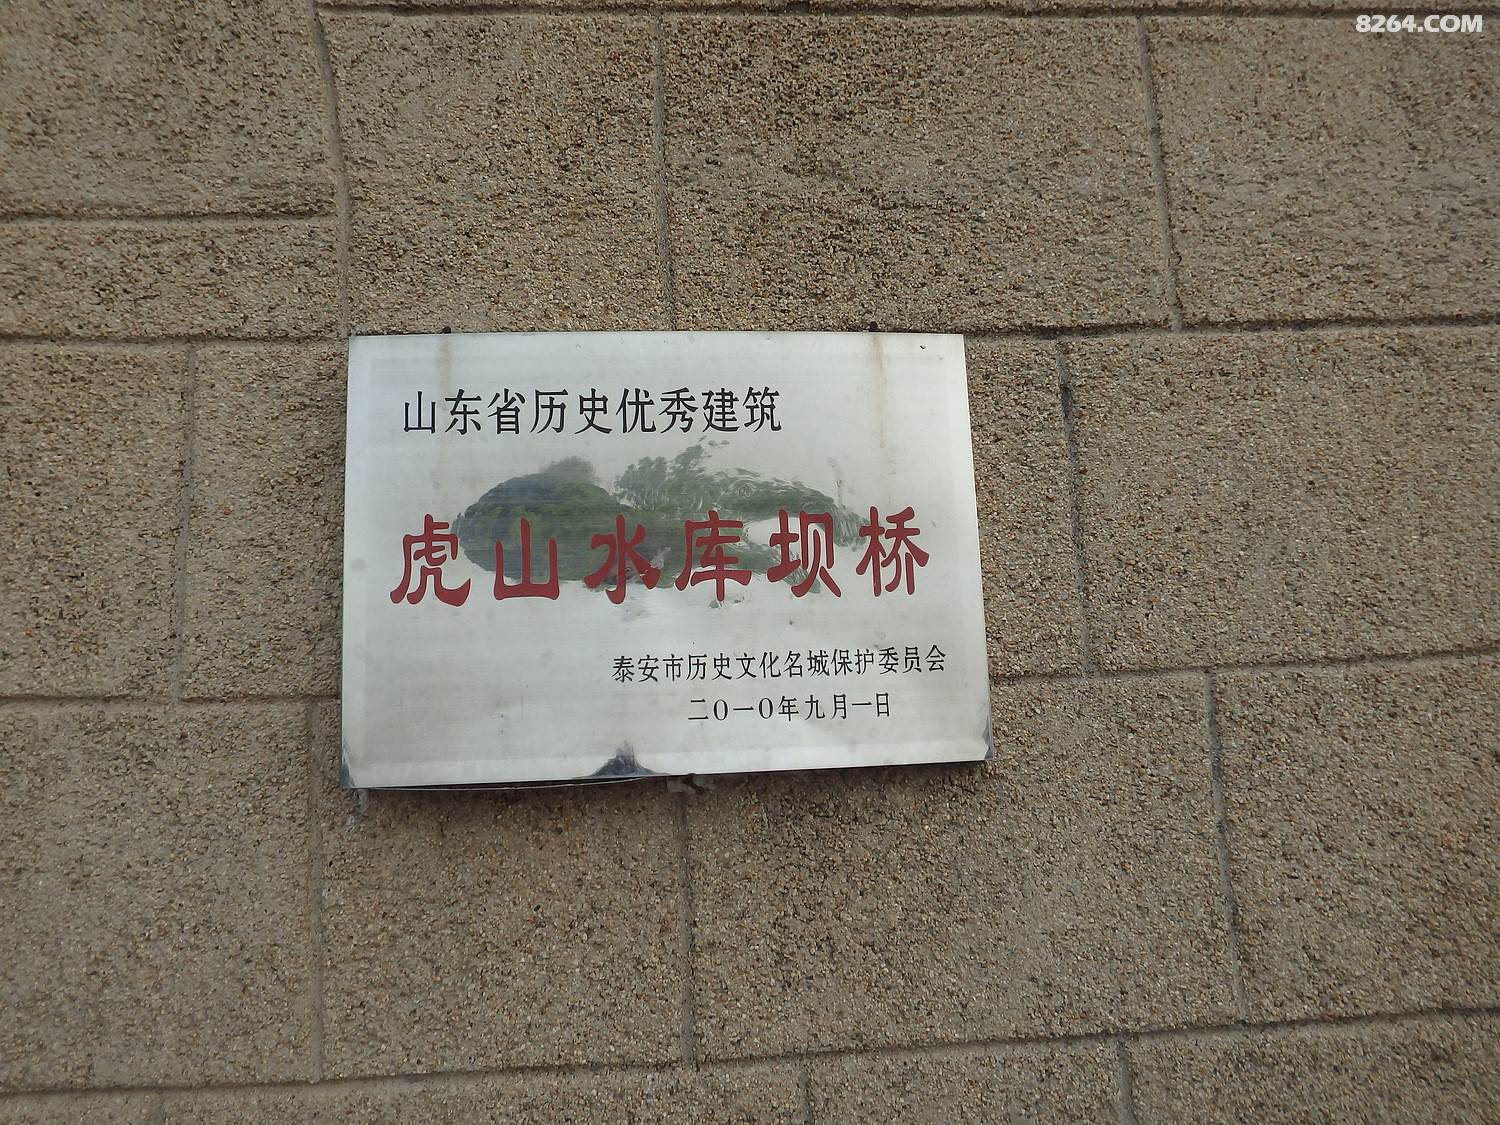 8264.COM
山东省历史优秀建筑
虎山水库坝桥
泰安市历史文化名城保护委员会
二〇一〇年九月一日